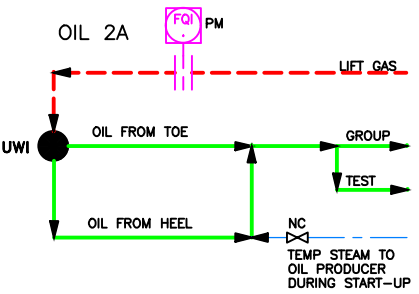 FQI
PM
OIL 2A
LIFT GAS
OIL FROM TOE
GROUP
UWI
TEST
OIL FROM HEEL
NC
TEMP STEAM TO
OIL PRODUCER
DURING START-UP